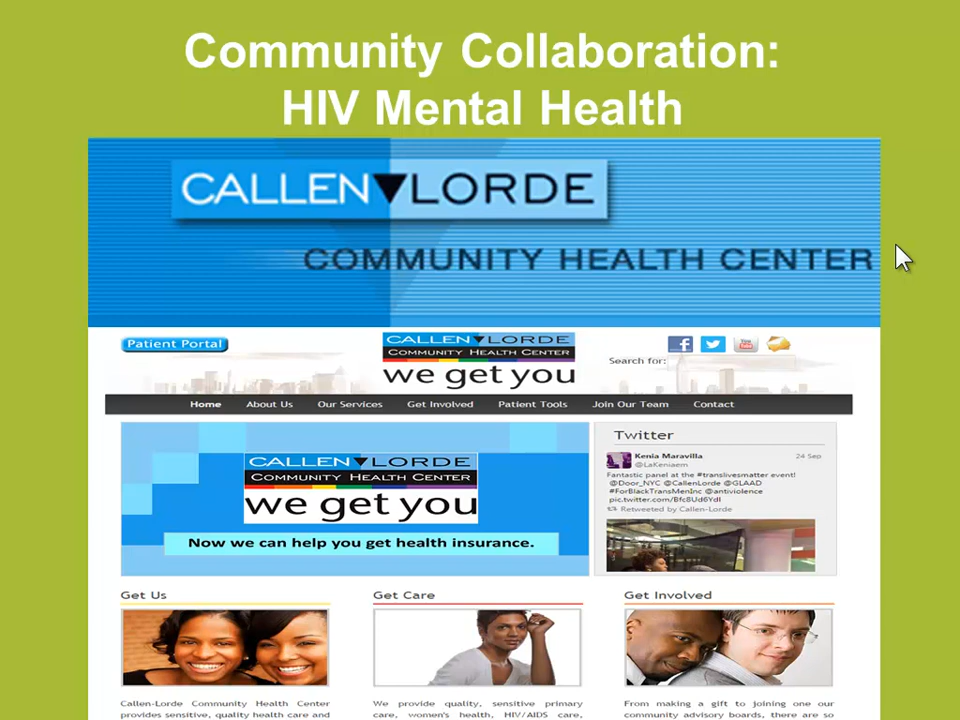 Community Collaboration:
HIV Mental Health
CALLEN LORDE
COMMUNITY HEALTH CENTER
Patient Portal
CALLEN LORDE
COMMUNITY HEALTH CENTER
we get you
Search for:
Home About Us Our Services Get Involved Patient Tools Join Our Team Contact
CALLEN LORDE
COMMUNITY HEALTH CENTER
we get you
Now we can help you get health insurance.
Twitter
Kenia Maravilla 24 Sep
@LaKeniaem
Fantastic panel at the #translivesmatter event!
@Door_NYC @CallenLorde @GLAAD
#ForBlackTransMenInc @antiviolence
pic.twitter.com/Bfc8Ud6YdI
Retweeted by Callen-Lorde
Get Us
Get Care
Get Involved
Callen-Lorde Community Health Center
provides sensitive, quality health care and
We provide quality, sensitive primary
care, women's health, HIV/AIDS care,
From making a gift to joining one our
community advisory boards, there are so